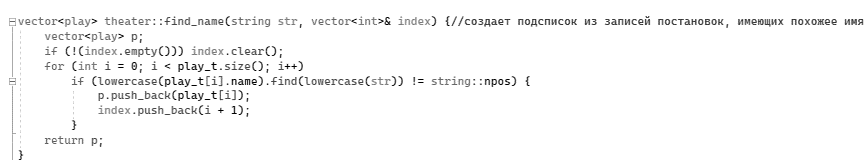 vector<play> theater::find_name(string str, vector<int>& index) {//создает подсписок из записей постановок, имеющих похожее имя
    vector<play> p;
    if (!(index.empty())) index.clear();
    for (int i = 0; i < play_t.size(); i++)
        if (lowercase(play_t[i].name).find(lowercase(str)) != string::npos) {
            p.push_back(play_t[i]);
            index.push_back(i + 1);
        }
    return p;
}